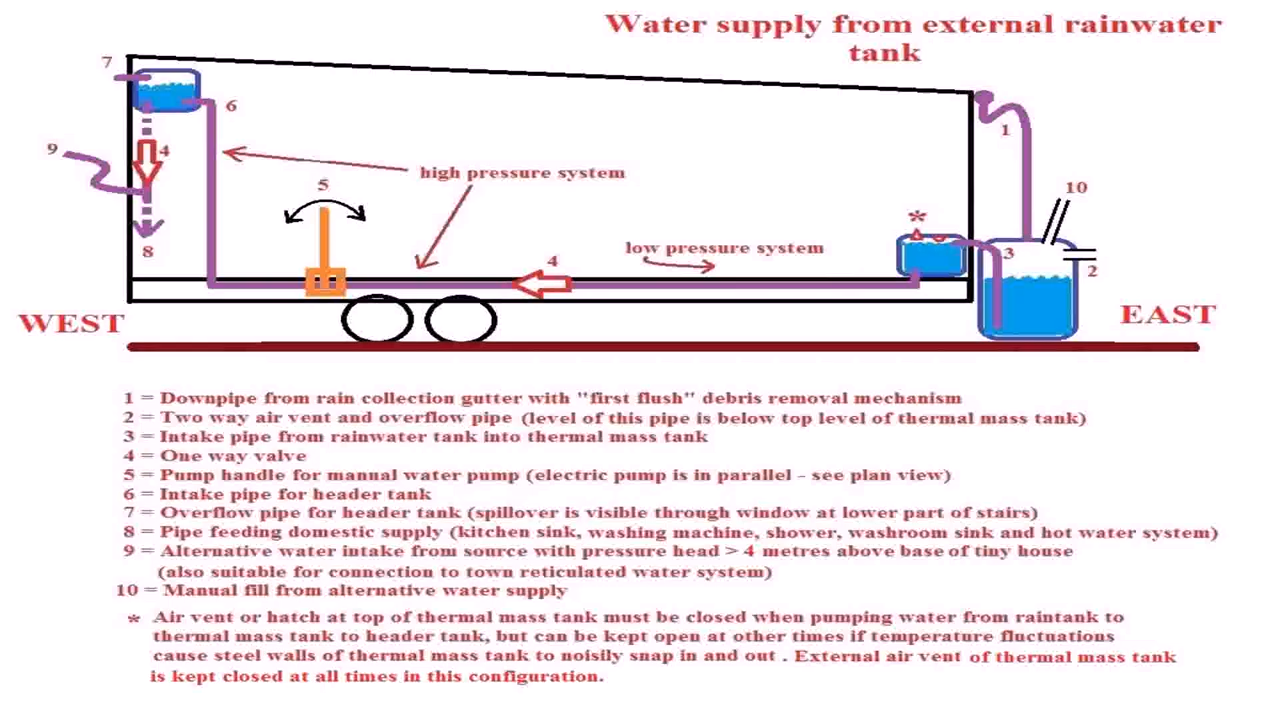 Water supply from external rainwater
tank
7
6
1
9
4
high pressure system
5
10
*
8
4
low pressure system
3
2
WEST
EAST
1 = Downpipe from rain collection gutter with "first flush" debris removal mechanism
2 = Two way air vent and overflow pipe (level of this pipe is below top level of thermal mass tank)
3 = Intake pipe from rainwater tank into thermal mass tank
4 = One way valve
5 = Pump handle for manual water pump (electric pump is in parallel - see plan view)
6 = Intake pipe for header tank
7 = Overflow pipe for header tank (spillover is visible through window at lower part of stairs)
8 = Pipe feeding domestic supply (kitchen sink, washing machine, shower, washroom sink and hot water system)
9 = Alternative water intake from source with pressure head > 4 metres above base of tiny house
(also suitable for connection to town reticulated water system)
10 = Manual fill from alternative water supply
* Air vent or hatch at top of thermal mass tank must be closed when pumping water from raintank to
thermal mass tank to header tank, but can be kept open at other times if temperature fluctuations
cause steel walls of thermal mass tank to noisily snap in and out . External air vent of thermal mass tank
is kept closed at all times in this configuration.